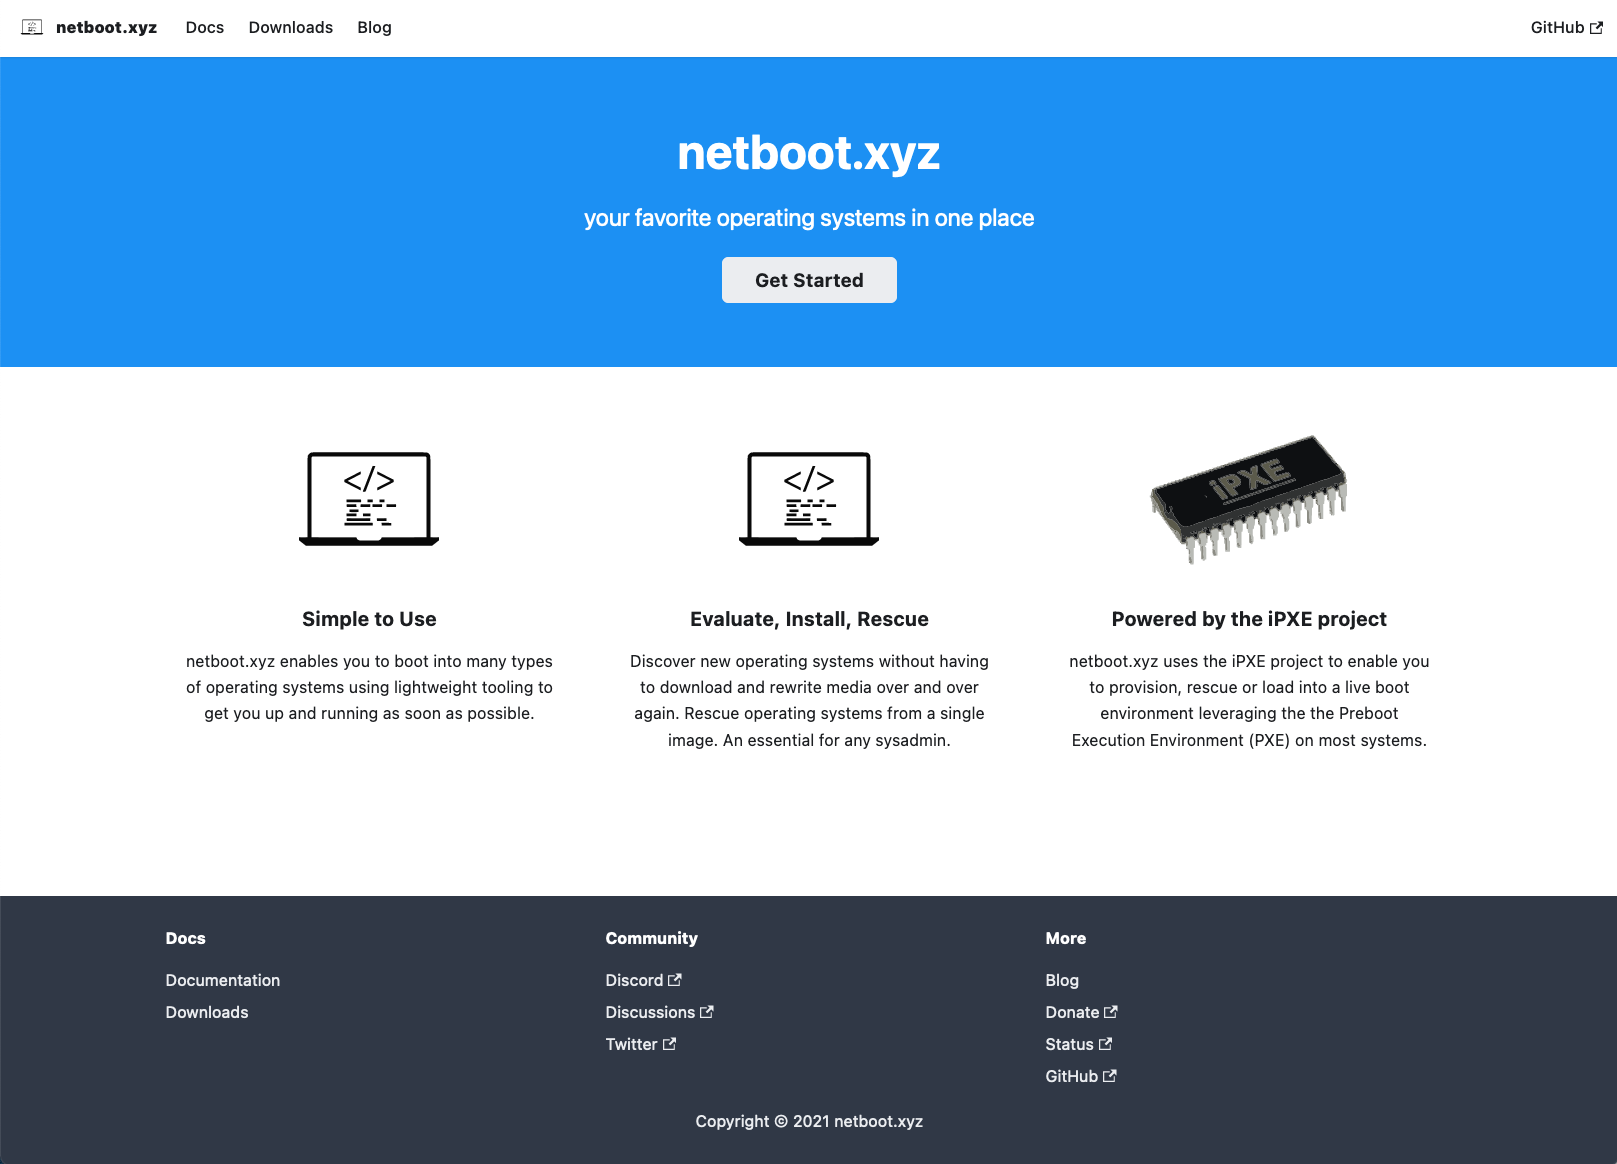 netboot.xyz Docs Downloads Blog GitHub
netboot.xyz
your favorite operating systems in one place
Get Started
</>
</>
iPXE
Simple to Use
netboot.xyz enables you to boot into many types
of operating systems using lightweight tooling to
get you up and running as soon as possible.
Evaluate, Install, Rescue
Discover new operating systems without having
to download and rewrite media over and over
again. Rescue operating systems from a single
image. An essential for any sysadmin.
Powered by the iPXE project
netboot.xyz uses the iPXE project to enable you
to provision, rescue or load into a live boot
environment leveraging the the Preboot
Execution Environment (PXE) on most systems.
Docs
Documentation
Downloads
Community
Discord
Discussions
Twitter
More
Blog
Donate
Status
GitHub
Copyright © 2021 netboot.xyz